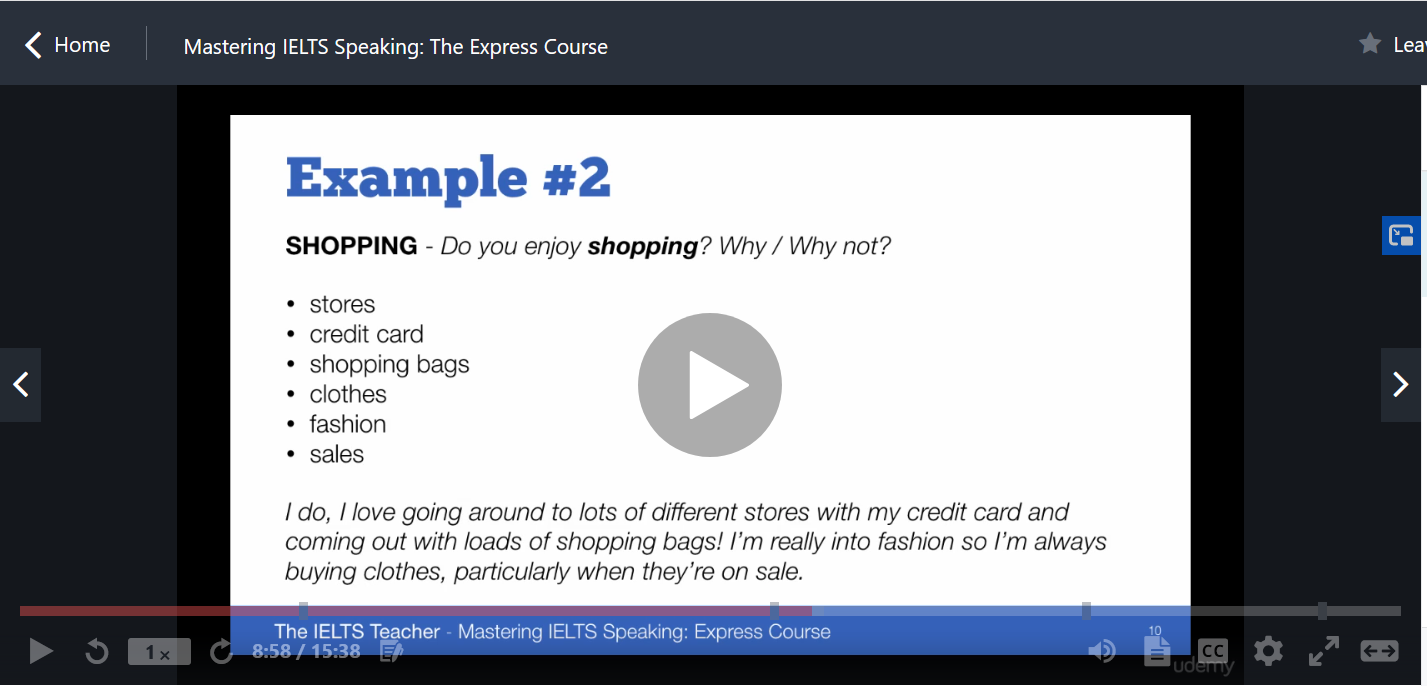 Home
Mastering IELTS Speaking: The Express Course
Example #2
SHOPPING - Do you enjoy shopping? Why / Why not?
• stores
• credit card
• shopping bags
• clothes
• fashion
• sales
I do, I love going around to lots of different stores with my credit card and
coming out with loads of shopping bags! I'm really into fashion so I'm always
buying clothes, particularly when they're on sale.
The IELTS Teacher - Mastering IELTS Speaking: Express Course
10
1 x
8:58 / 15:38
CC
udemy